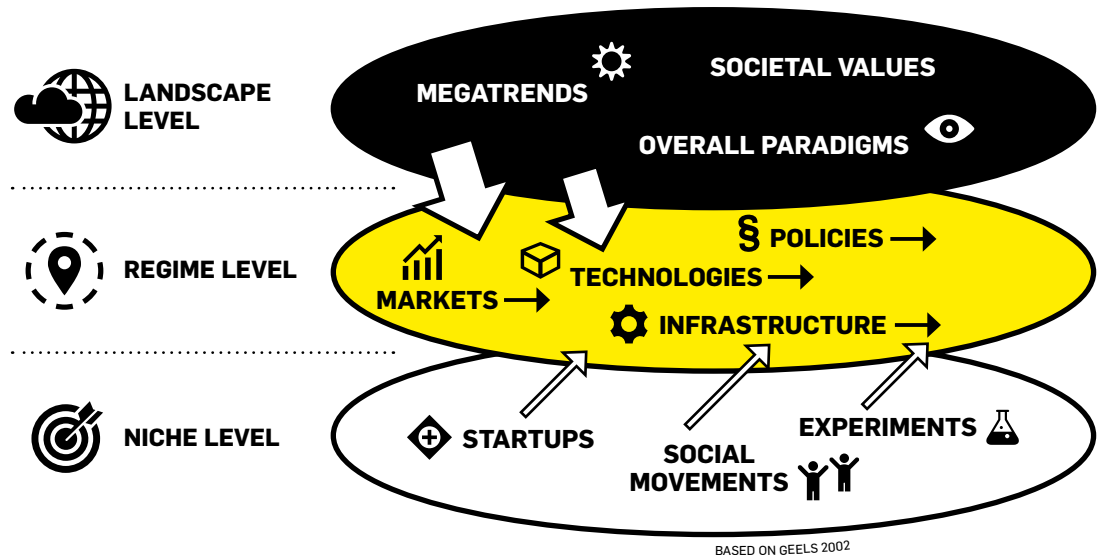 LANDSCAPE
LEVEL
MEGATRENDS
SOCIETAL VALUES
OVERALL PARADIGMS
REGIME LEVEL
§ POLICIES
TECHNOLOGIES
MARKETS
INFRASTRUCTURE
NICHE LEVEL
STARTUPS
SOCIAL
MOVEMENTS
EXPERIMENTS
BASED ON GEELS 2002